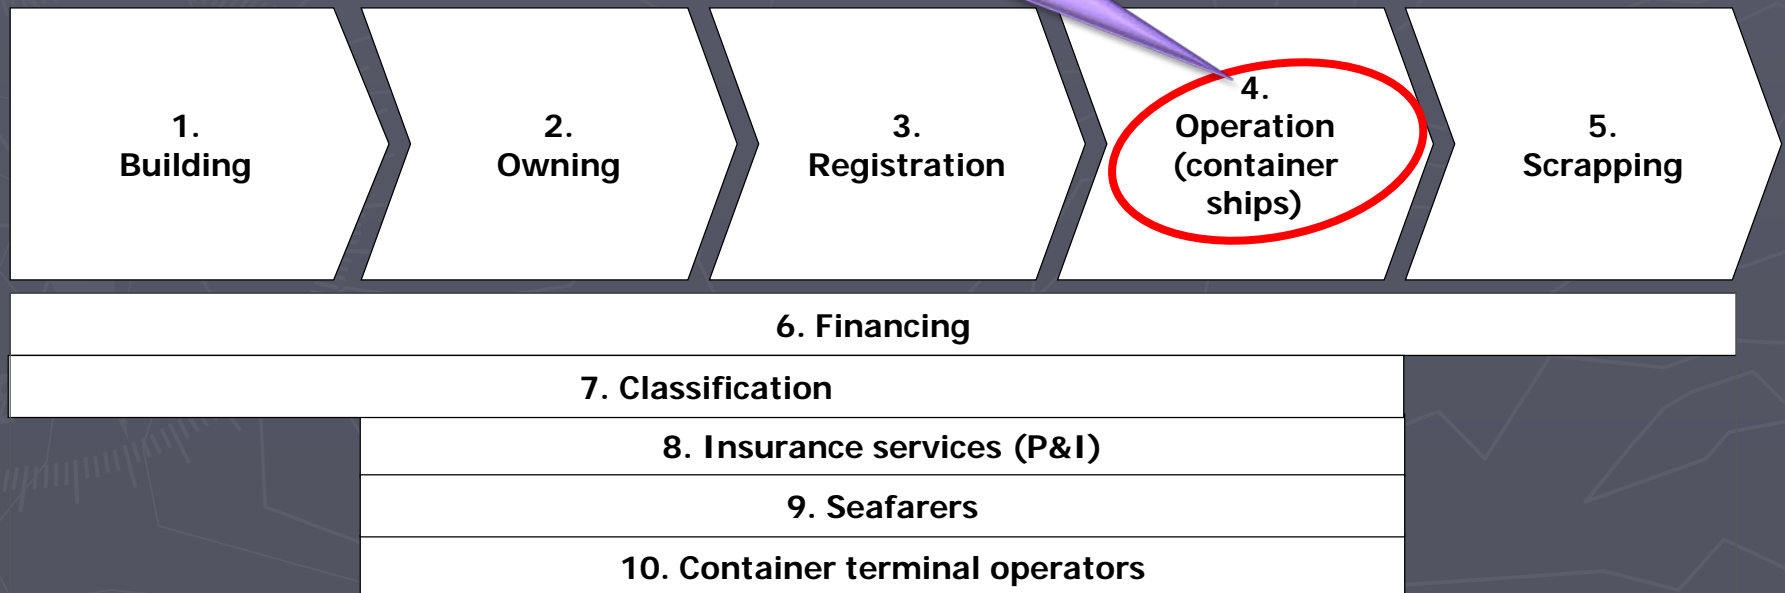 1.
Building
2.
Owning
3.
Registration
4.
Operation
(container
ships)
5.
Scrapping
6. Financing
7. Classification
8. Insurance services (P&I)
9. Seafarers
10. Container terminal operators